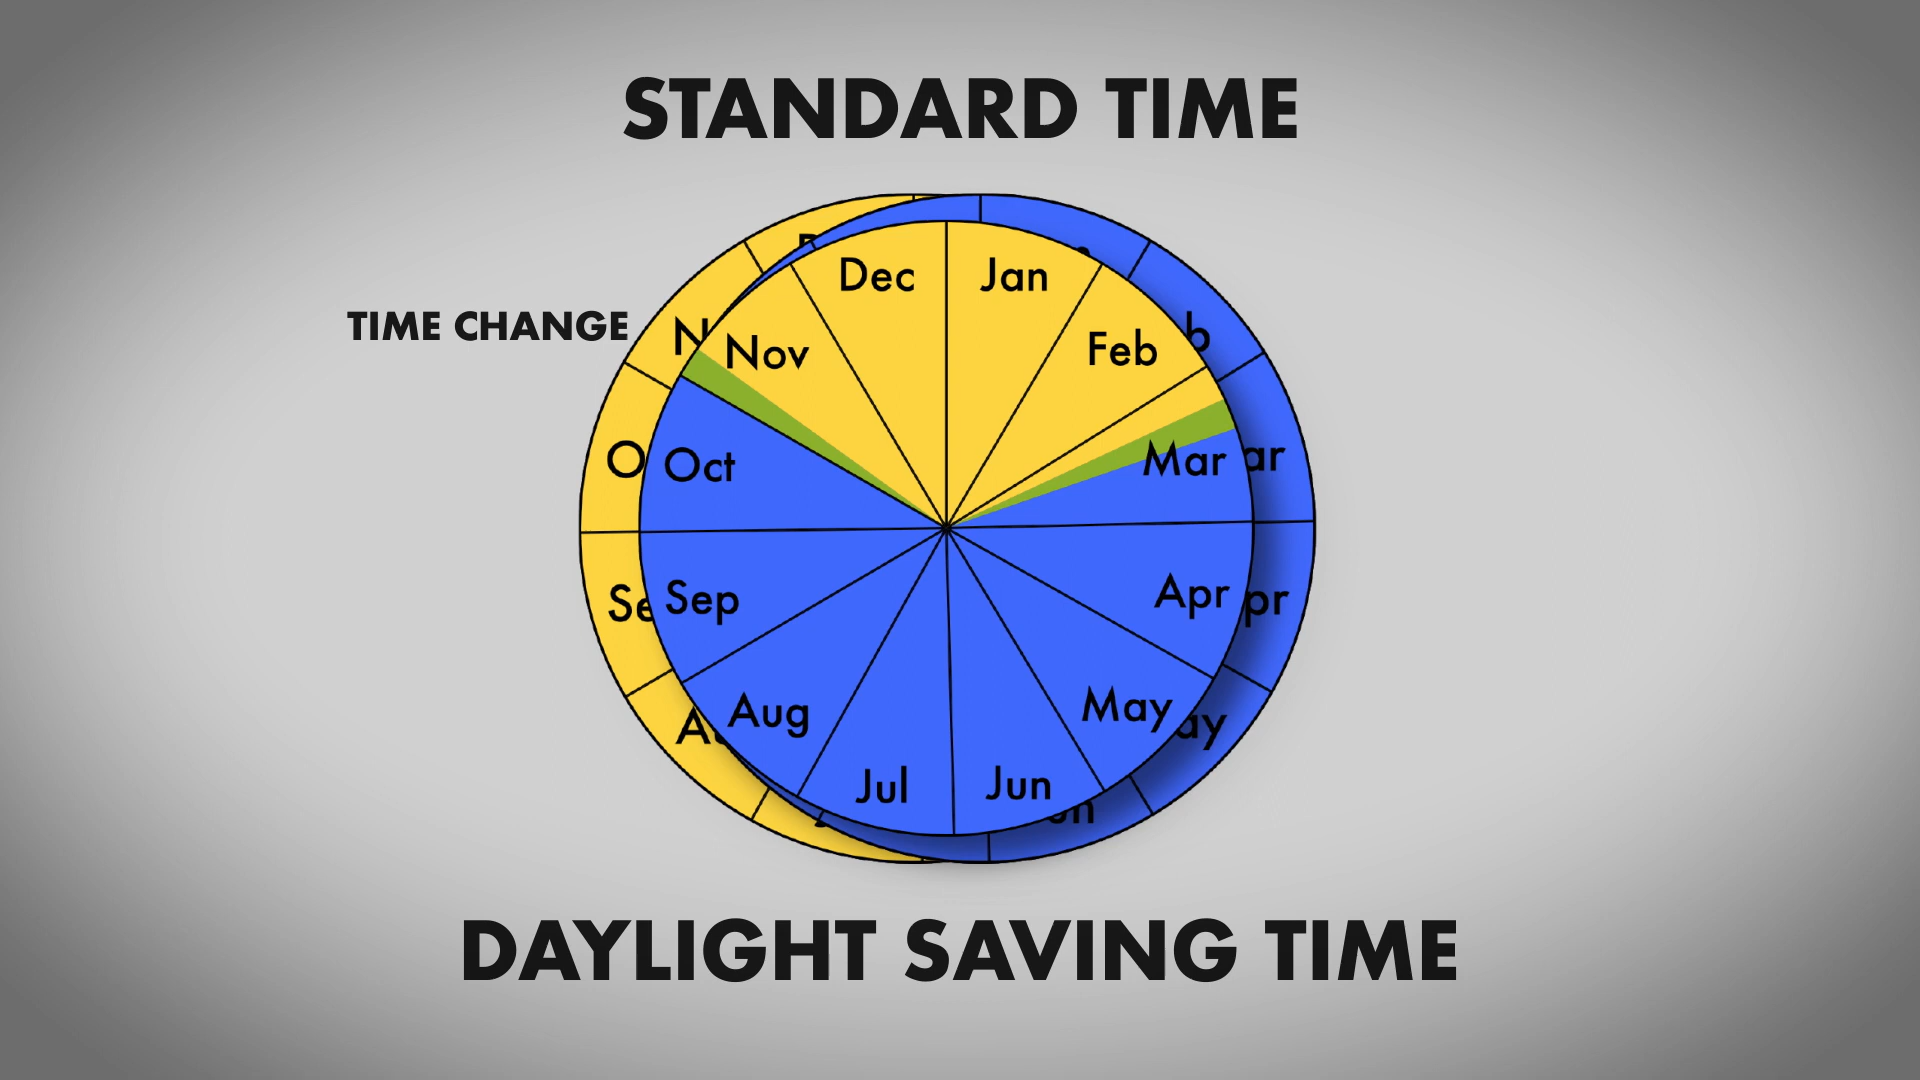 STANDARD TIME
Dec
Jan
TIME CHANGE
Nov
Feb
Oct
Mar
Sep
Apr
Aug
May
Jul
Jun
DAYLIGHT SAVING TIME